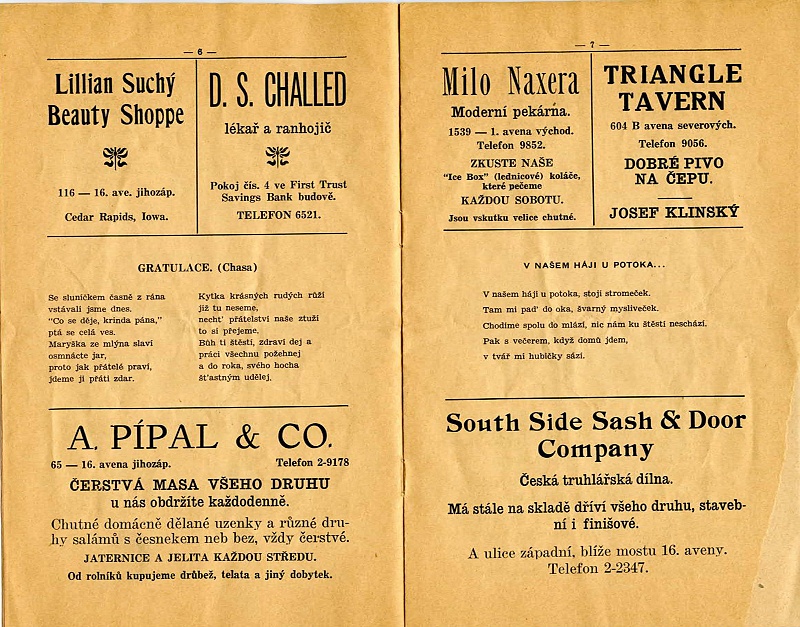 — 6 —
Lillian Suchý
Beauty Shoppe
116 — 16. ave. jihozáp.
Cedar Rapids, Iowa.
D. S. CHALLED
lékař a ranhojič
Pokoj čís. 4 ve First Trust
Savings Bank budově.
TELEFON 6521.
GRATULACE. (Chasa)
Se sluníčkem časně z rána
vstávali jsme dnes.
"Co se děje, krinda pána,"
ptá se celá ves.
Maryška ze mlýna slaví
osmnácte jar,
proto jak přátelé praví,
jdeme jí přáti zdar.
Kytka krásných rudých růží
již tu neseme,
nechť přátelství naše ztuží
to si přejeme.
Bůh ti štěstí, zdraví dej a
práci všechnu požehnej
a do roka, svého hocha
šťastným udělej.
A. PÍPAL & CO.
65 — 16. avena jihozáp. Telefon 2-9178
ČERSTVÁ MASA VŠEHO DRUHU
u nás obdržíte každodenně.
Chutné domácně dělané uzenky a různé dru-
hy salámů s česnekem neb bez, vždy čerstvé.
JATERNICE A JELITA KAŽDOU STŘEDU.
Od rolníků kupujeme drůbež, telata a jiný dobytek.
— 7 —
Milo Naxera
Moderní pekárna.
1539 — 1. avena východ.
Telefon 9852.
ZKUSTE NAŠE
"Ice Box" (lednicové) koláče,
které pečeme
KAŽDOU SOBOTU.
Jsou vskutku velice chutné.
TRIANGLE
TAVERN
604 B avena severových.
Telefon 9056.
DOBRÉ PIVO
NA ČEPU.
JOSEF KLINSKÝ
V NAŠEM HÁJI U POTOKA...
V našem háji u potoka, stojí stromeček.
Tam mi pad' do oka, švarný mysliveček.
Chodíme spolu do mlází, nic nám ku štěstí neschází.
Pak s večerem, když domů jdem,
v tvář mi hubičky sází.
South Side Sash & Door
Company
Česká truhlářská dílna.
Má stále na skladě dříví všeho druhu, staveb-
ní i finišové.
A ulice západní, blíže mostu 16. aveny.
Telefon 2-2347.